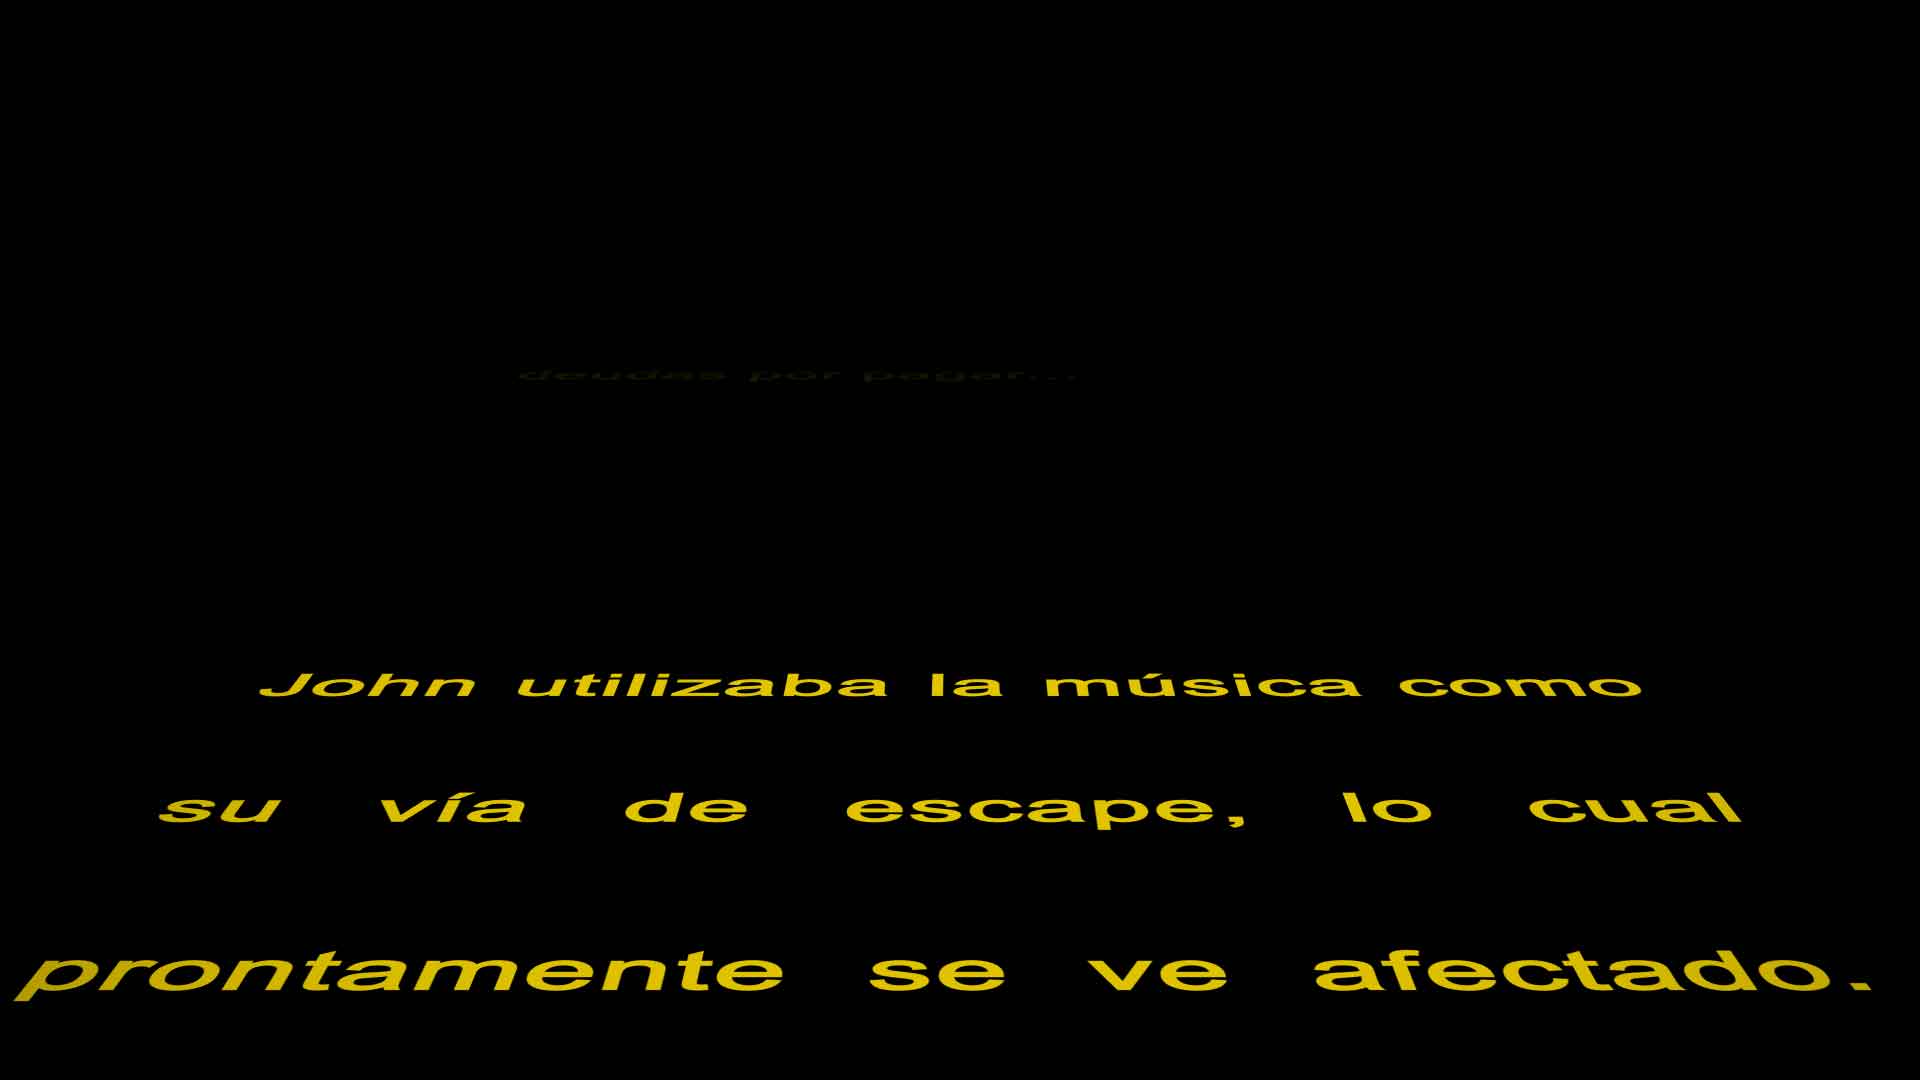 deudas por pagar...
John utilizaba la música como
su vía de escape, lo cual
prontamente se ve afectado.